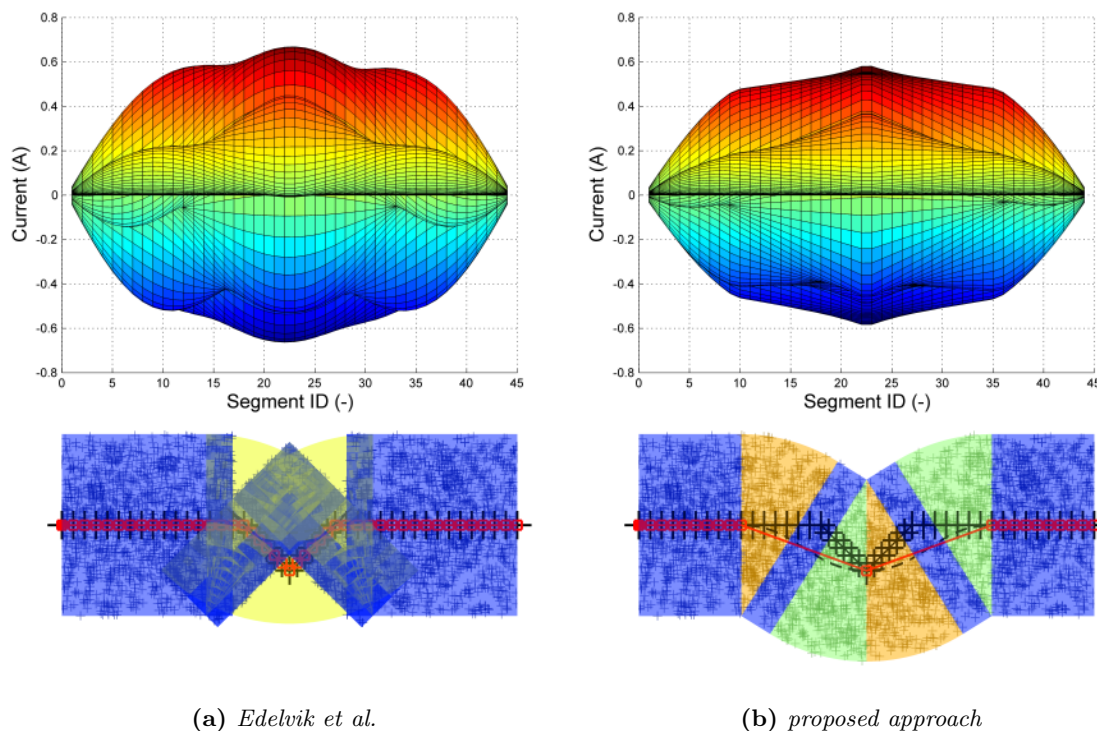 0.8
0.6
0.4
0.2
0
-0.2
-0.4
-0.6
-0.8
Current (A)
0 5 10 15 20 25 30 35 40 45
Segment ID (-)
0.8
0.6
0.4
0.2
0
-0.2
-0.4
-0.6
-0.8
Current (A)
0 5 10 15 20 25 30 35 40 45
Segment ID (-)
(a) Edelvik et al.
(b) proposed approach